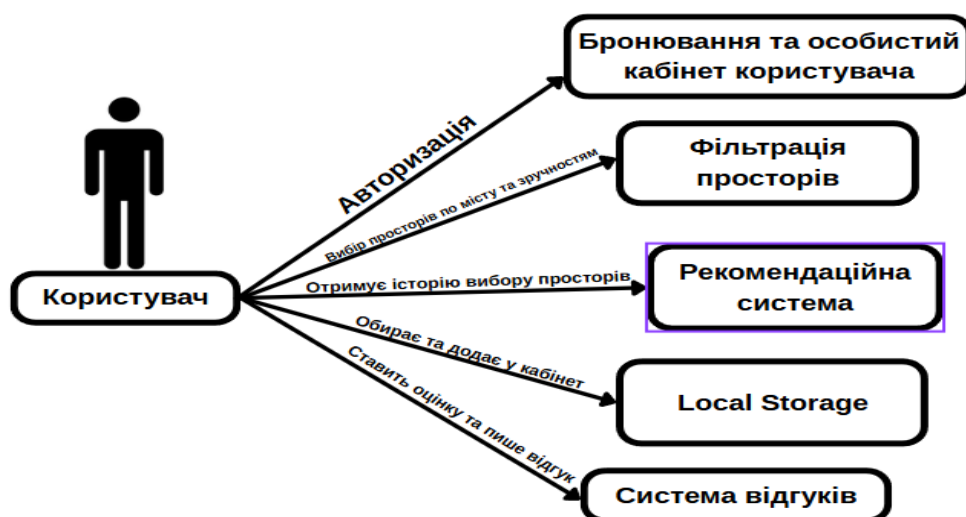 Бронювання та особистий
кабінет користувача
Авторизація
Фільтрація
просторів
Вибір просторів по місту та зручностям
Користувач
Отримує історію вибору просторів
Рекомендаційна
система
Обирає та додає у кабінет
Local Storage
Ставить оцінку та пише відгук
Система відгуків